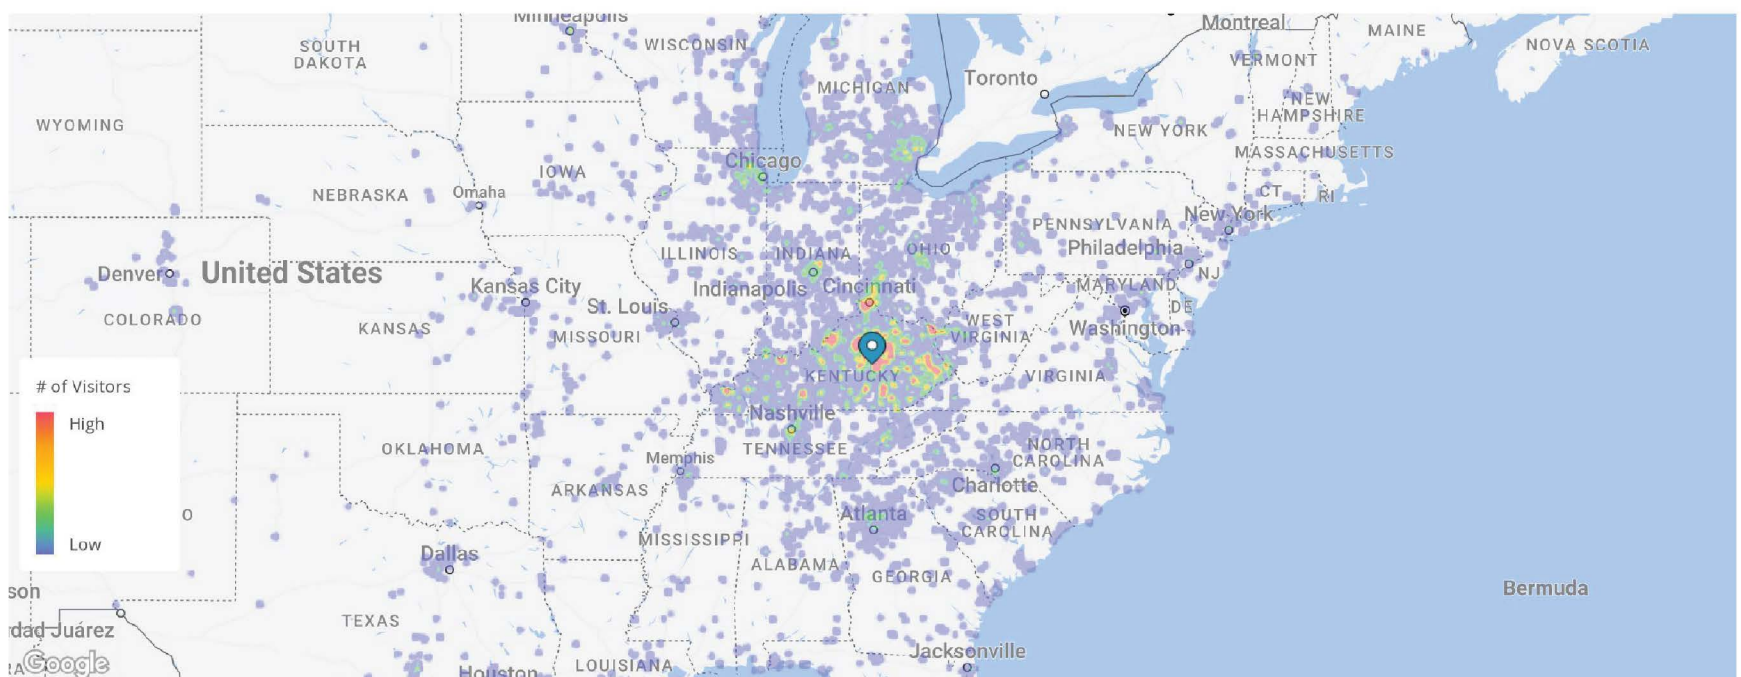 Minneapolis
Montreal
MAINE
WISCONSIN
NOVA SCOTIA
SOUTH
DAKOTA
VERMONT
Toronto
MICHIGAN
NEW
HAMPSHIRE
WYOMING
NEW YORK
MASSACHUSETTS
Chicago
IOWA
NEBRASKA
Omaha
CT
RI
New York
PENNSYLVANIA
Philadelphia
ILLINOIS
INDIANA
OHIO
Denver
United States
NJ
Kansas City
Indianapolis
Cincinnati
MARYLAND
St. Louis
DE
COLORADO
KANSAS
MISSOURI
WEST
VIRGINIA
Washington
KENTUCKY
VIRGINIA
# of Visitors
High
Low
Nashville
OKLAHOMA
TENNESSEE
NORTH
CAROLINA
Memphis
ARKANSAS
Charlotte
O
Atlanta
SOUTH
CAROLINA
MISSISSIPPI
Dallas
ALABAMA
GEORGIA
son
Bermuda
TEXAS
dad Juárez
Jacksonville
Google
LOUISIANA
Houston